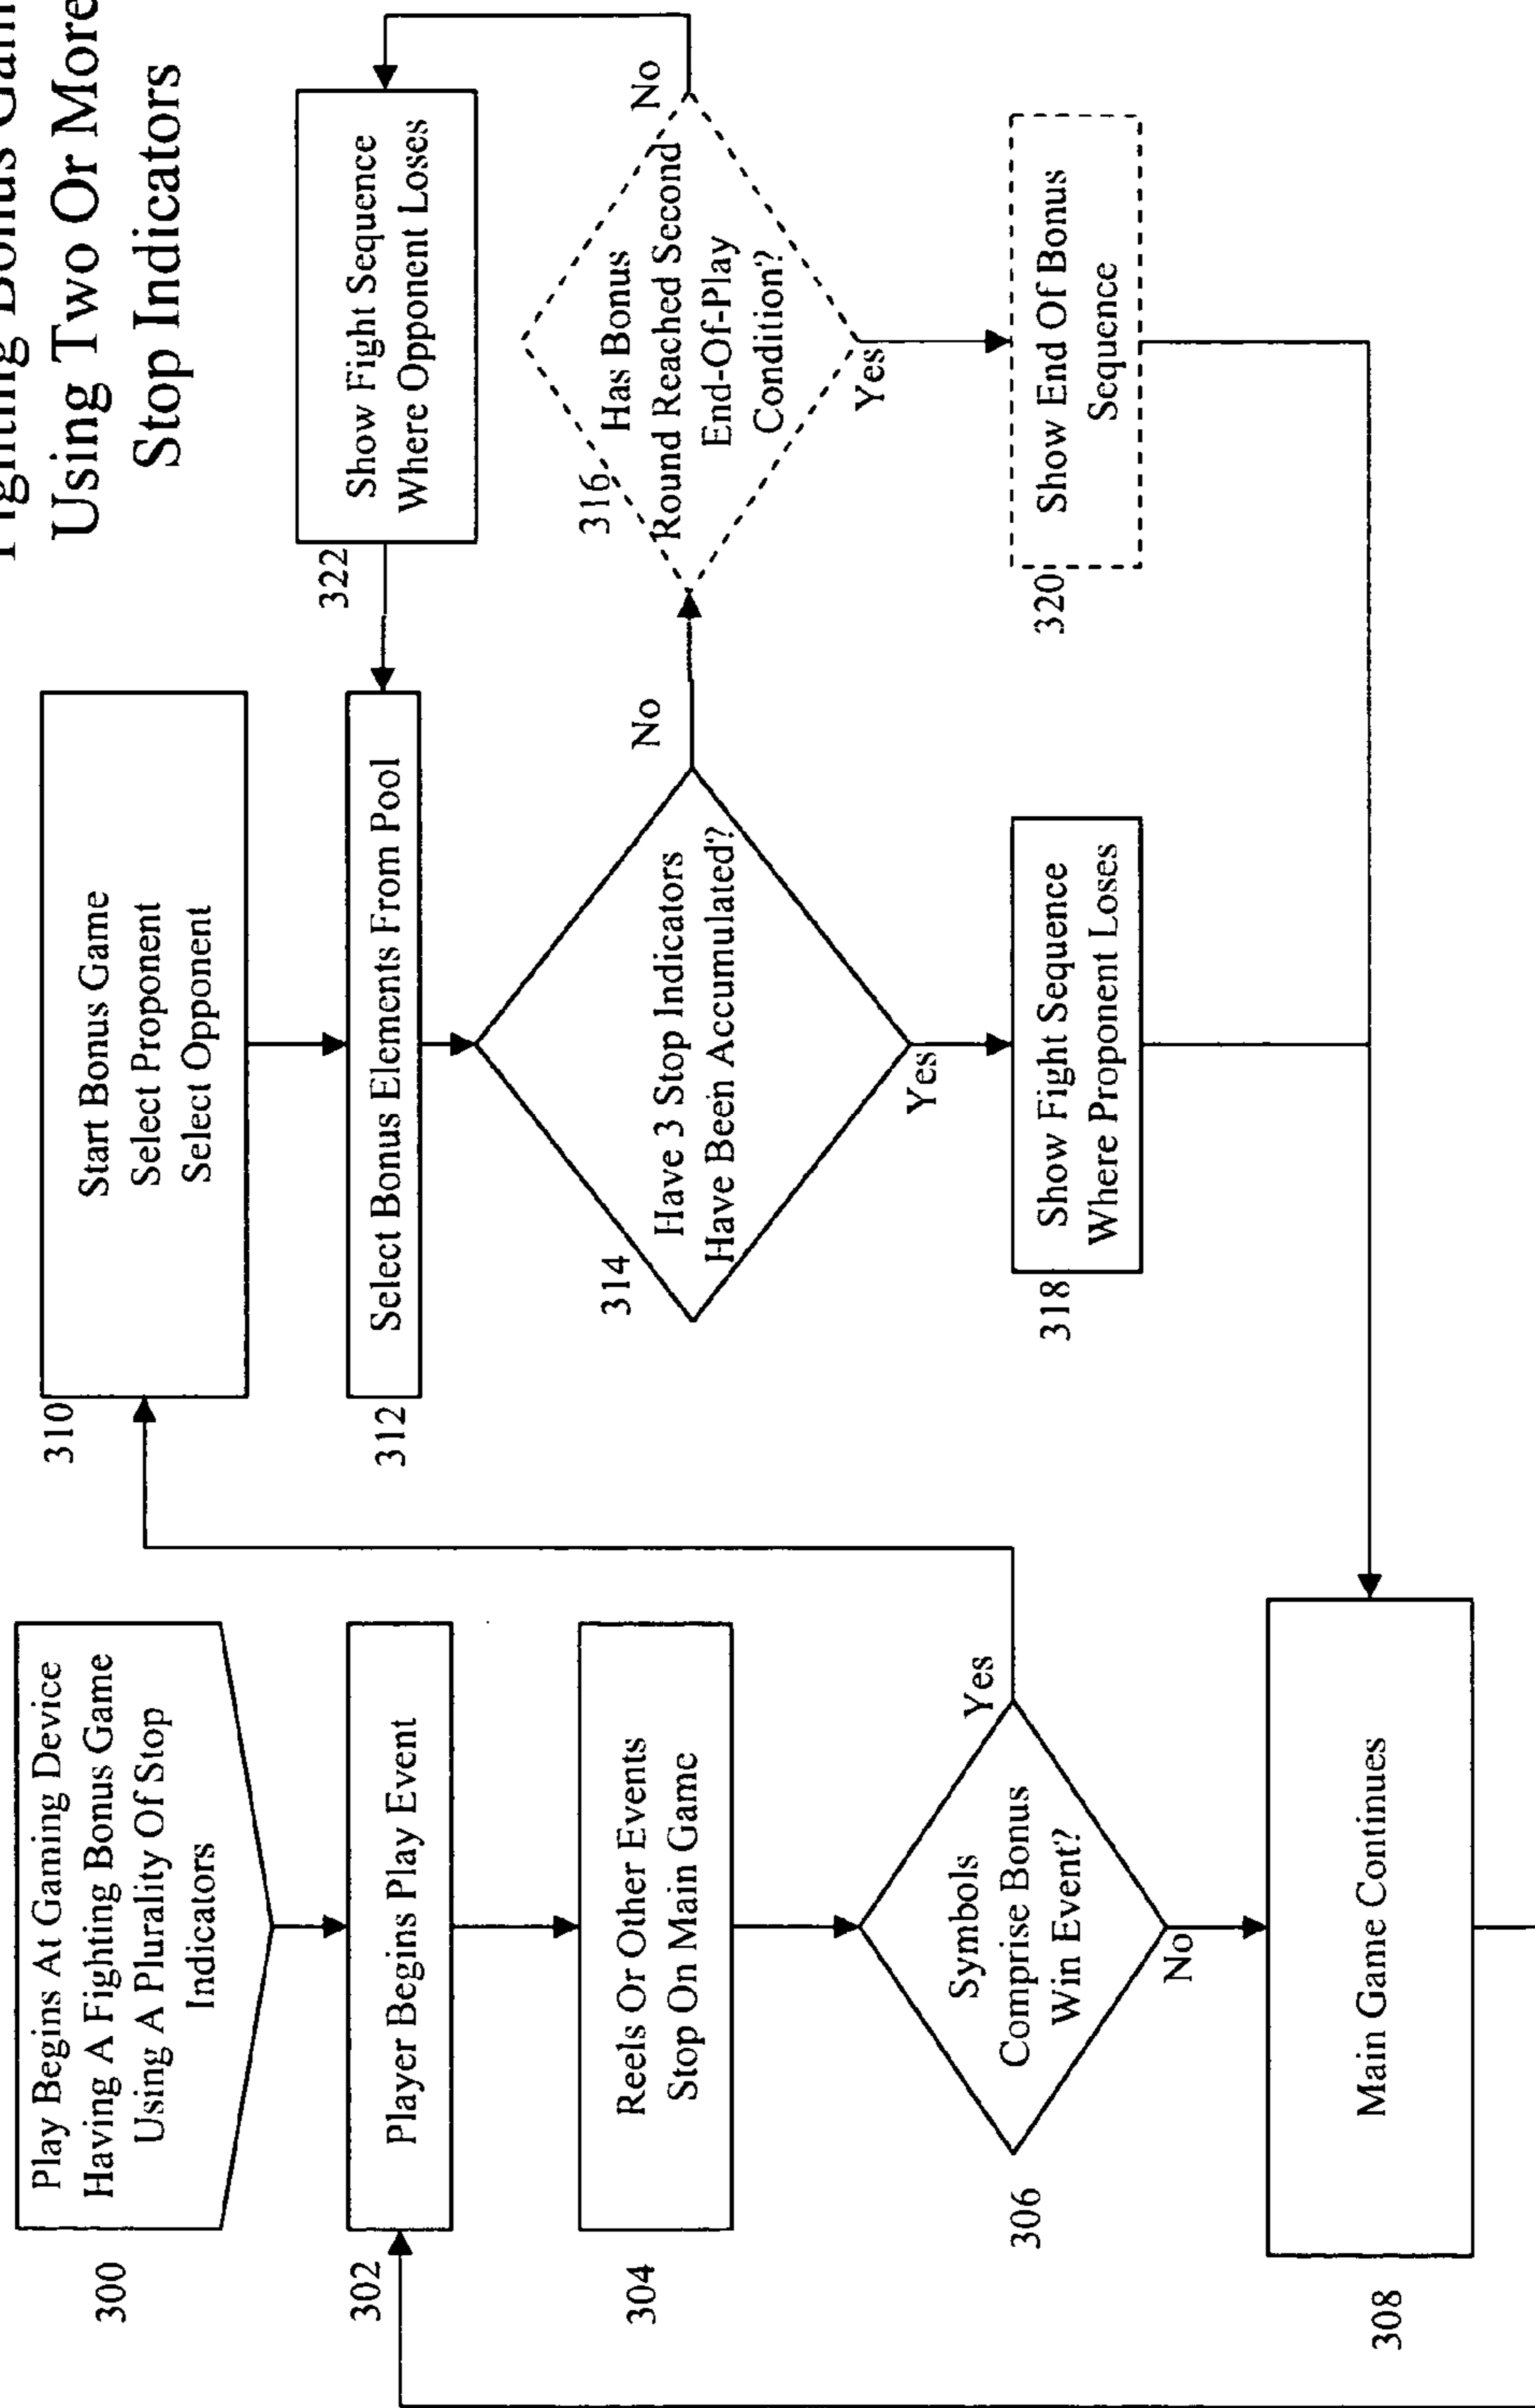 Using Two Or More
Stop Indicators
300
Play Begins At Gaming Device
Having A Fighting Bonus Game
Using A Plurality Of Stop
Indicators
302
Player Begins Play Event
304
Reels Or Other Events
Stop On Main Game
306
Symbols
Comprise Bonus
Win Event?
Yes
No
308
Main Game Continues
310
Start Bonus Game
Select Proponent
Select Opponent
312
Select Bonus Elements From Pool
314
Have 3 Stop Indicators
Have Been Accumulated?
No
Yes
318
Show Fight Sequence
Where Proponent Loses
322
Show Fight Sequence
Where Opponent Loses
316
Has Bonus
Round Reached Second
End-Of-Play
Condition?
No
Yes
320
Show End Of Bonus
Sequence